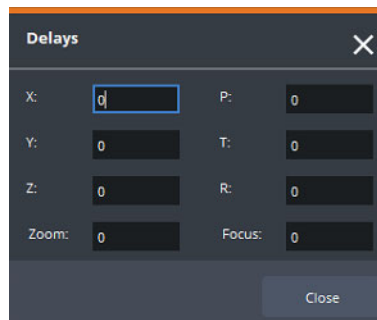 Delays
X: 0 P: 0
Y: 0 T: 0
Z: 0 R: 0
Zoom: 0 Focus: 0
Close